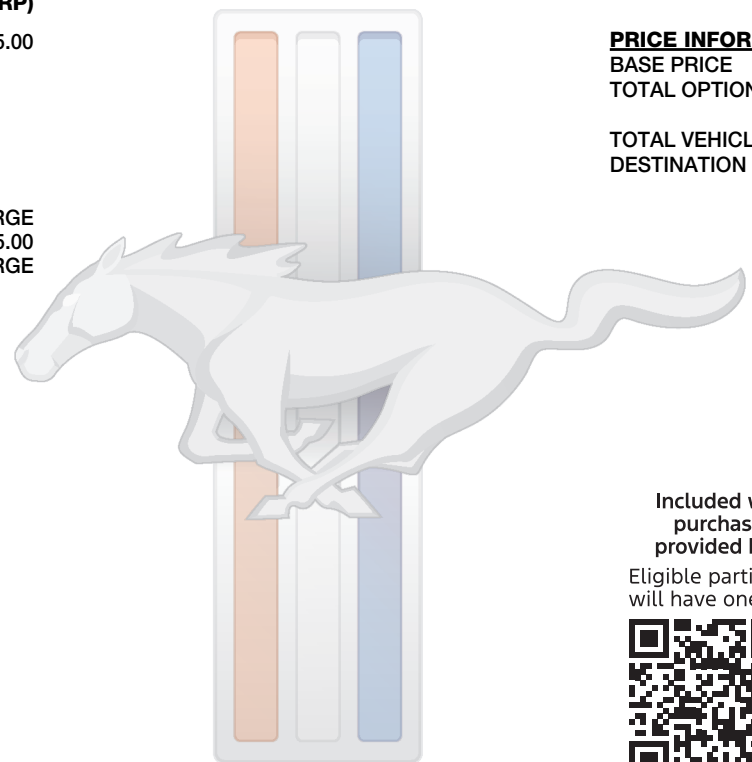 RP)
5.00
RGE
5.00
RGE
PRICE INFOR
BASE PRICE
TOTAL OPTION
TOTAL VEHICL
DESTINATION
Included w
purchas
provided b
Eligible parti
will have one